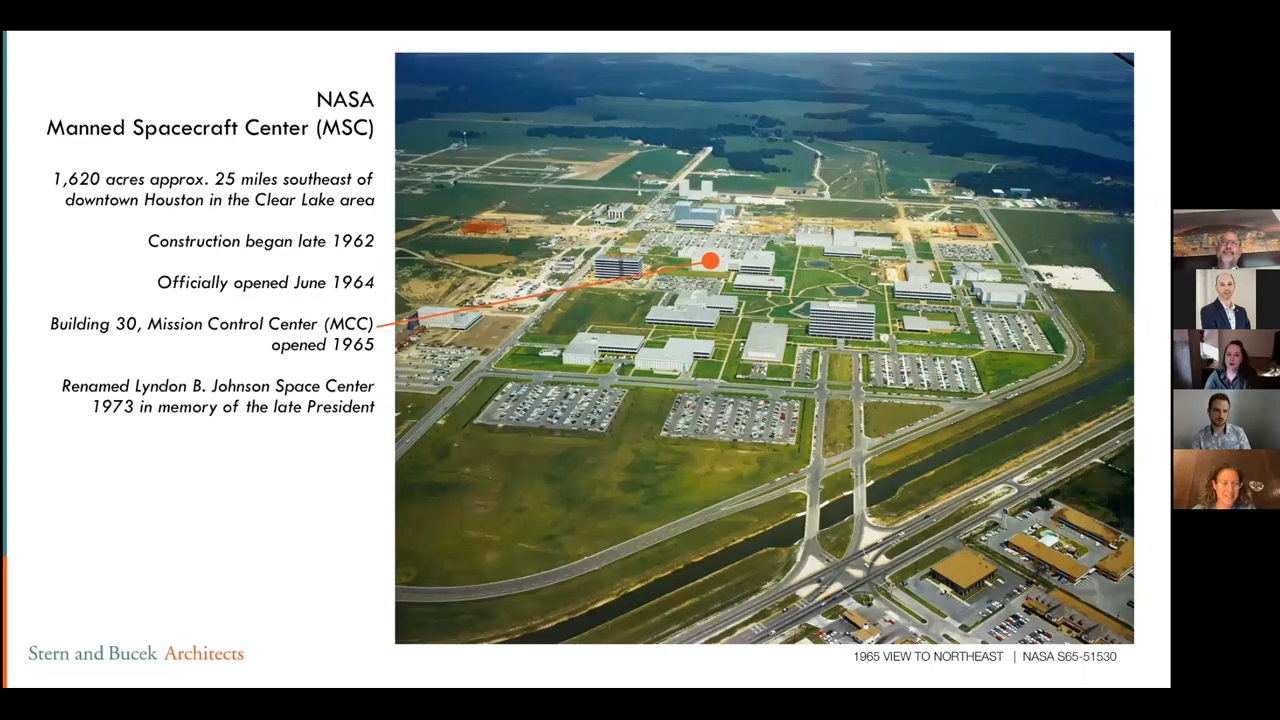 NASA
Manned Spacecraft Center (MSC)
1,620 acres approx. 25 miles southeast of
downtown Houston in the Clear Lake area
Construction began late 1962
Officially opened June 1964
Building 30, Mission Control Center (MCC)
opened 1965
Renamed Lyndon B. Johnson Space Center
1973 in memory of the late President
Stern and Bucek Architects
1965 VIEW TO NORTHEAST | NASA S65-51530